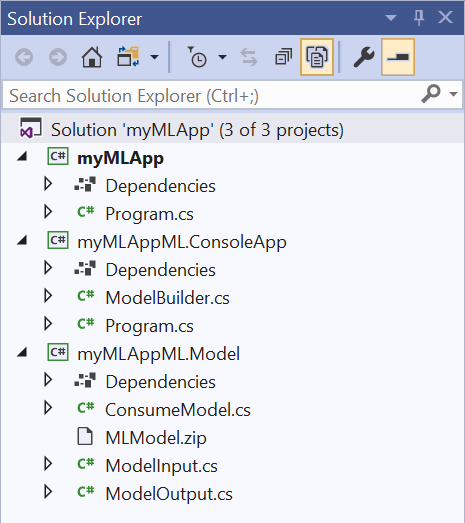 Solution Explorer
Search Solution Explorer (Ctrl+;)
Solution 'myMLApp' (3 of 3 projects)
C# myMLApp
Dependencies
C# Program.cs
C# myMLAppML.ConsoleApp
Dependencies
C# ModelBuilder.cs
C# Program.cs
C# myMLAppML.Model
Dependencies
C# ConsumeModel.cs
MLModel.zip
C# ModelInput.cs
C# ModelOutput.cs